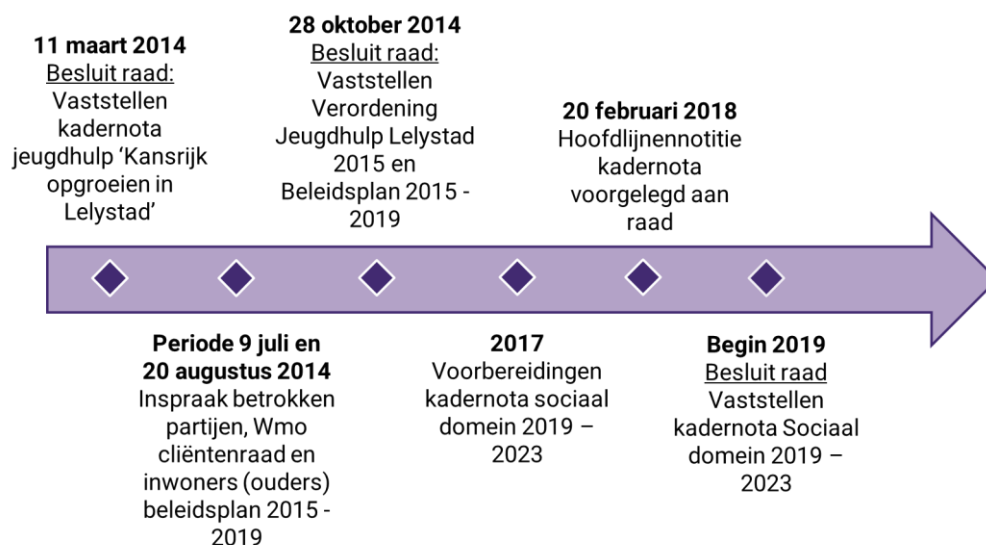 11 maart 2014
Besluit raad:
Vaststellen
kadernota
jeugdhulp ‘Kansrijk
opgroeien in
Lelystad’
Periode 9 juli en
20 augustus 2014
Inspraak betrokken
partijen, Wmo
cliëntenraad en
inwoners (ouders)
beleidsplan 2015 -
2019
28 oktober 2014
Besluit raad:
Vaststellen
Verordening
Jeugdhulp Lelystad
2015 en
Beleidsplan 2015 -
2019
2017
Voorbereidingen
kadernota sociaal
domein 2019 –
2023
20 februari 2018
Hoofdlijnennotitie
kadernota
voorgelegd aan
raad
Begin 2019
Besluit raad
Vaststellen
kadernota Sociaal
domein 2019 –
2023